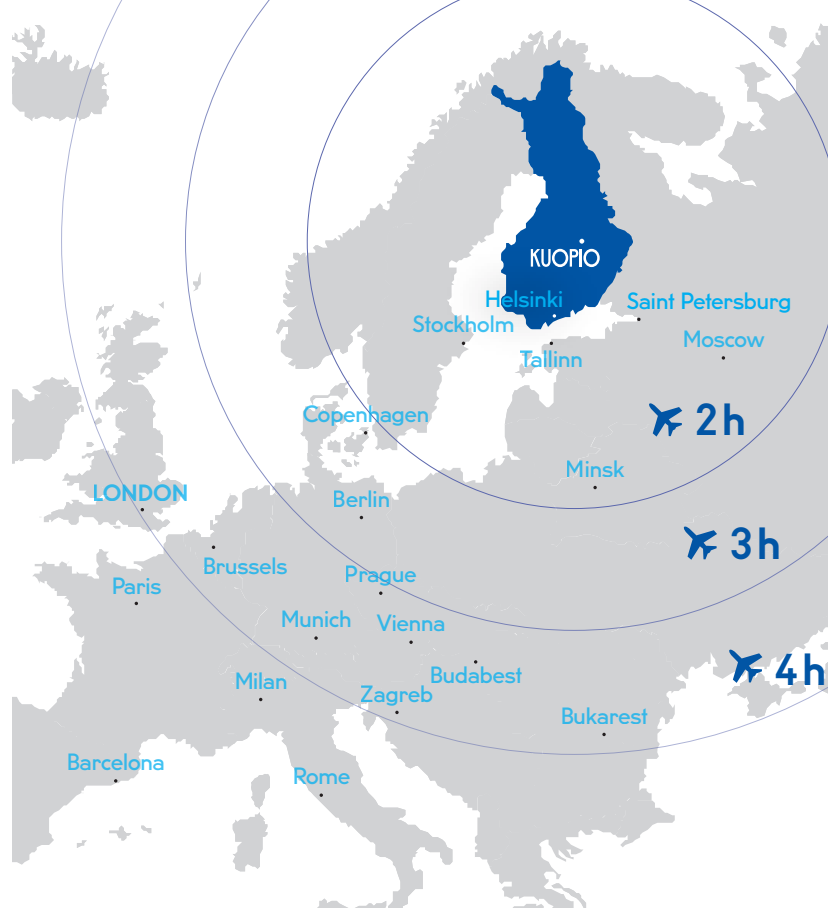 KUOPIO
Helsinki
Saint Petersburg
Stockholm
Moscow
Tallinn
Copenhagen
2h
Minsk
LONDON
Berlin
3h
Brussels
Prague
Paris
Munich
Vienna
4h
Budabest
Milan
Zagreb
Bukarest
Barcelona
Rome